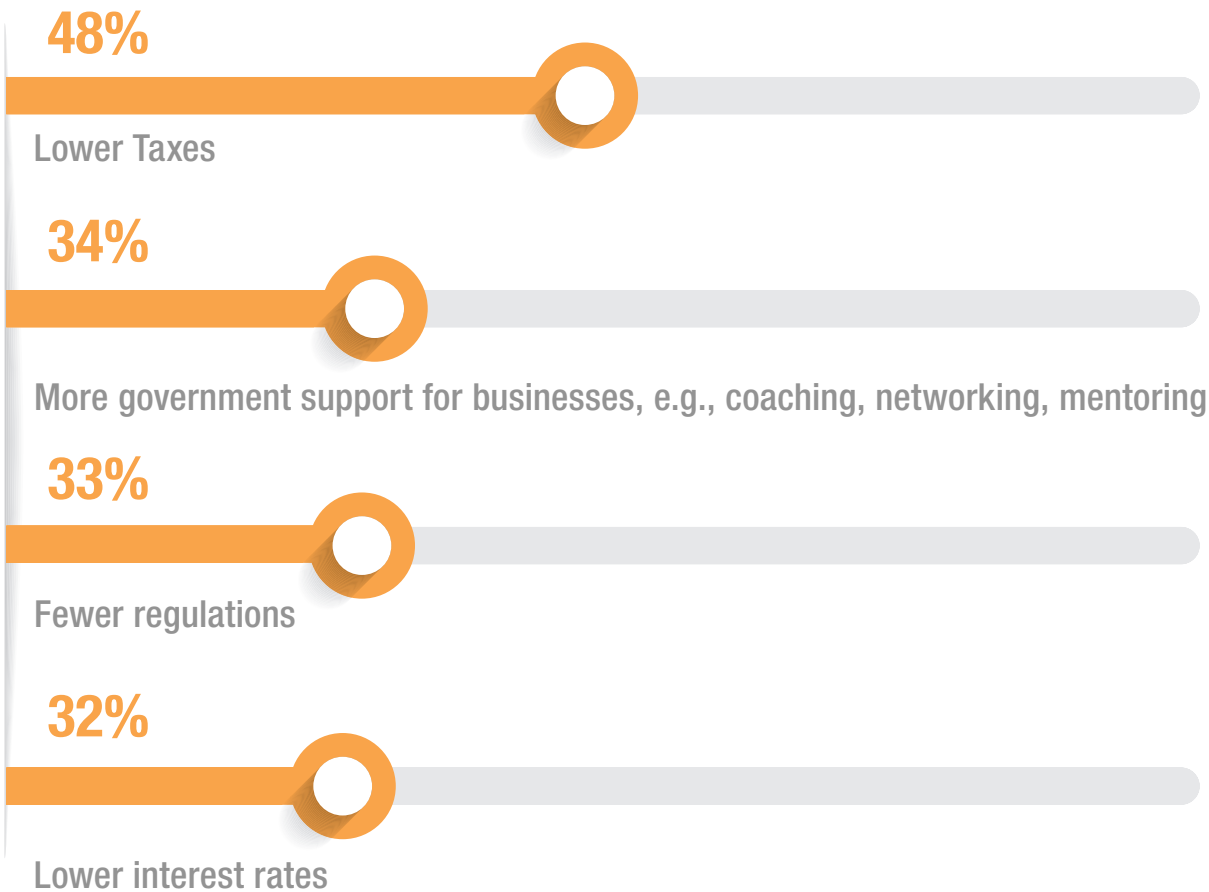 48%
Lower Taxes
34%
More government support for businesses, e.g., coaching, networking, mentoring
33%
Fewer regulations
32%
Lower interest rates